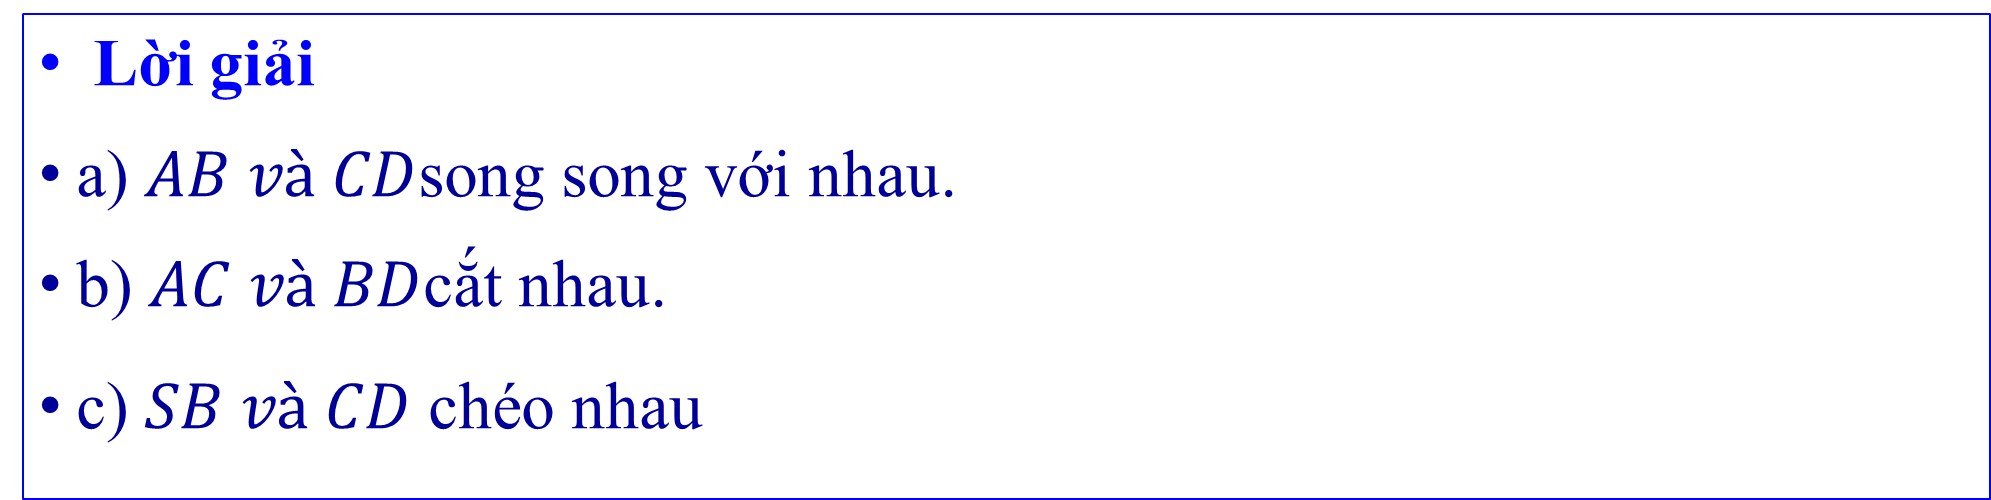 • Lời giải
• a) AB và CDsong song với nhau.
• b) AC và BDcắt nhau.
• c) SB và CD chéo nhau